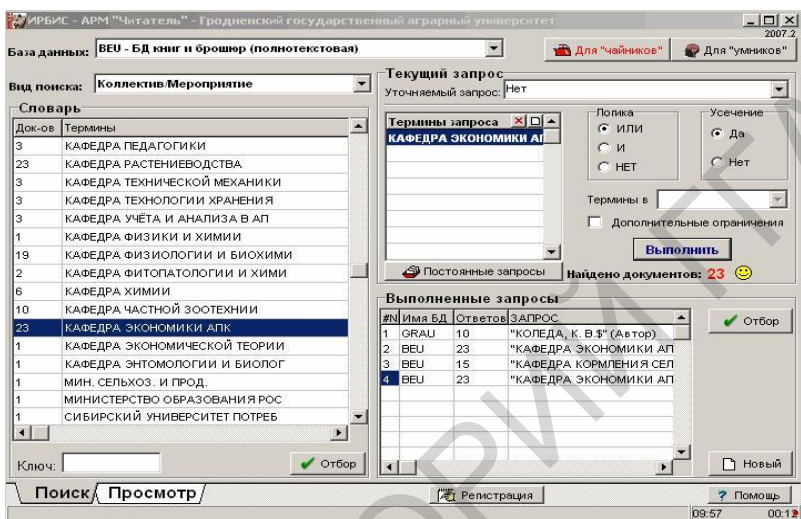 ИРБИС - АРМ "Читатель" - Гродненский государственный аграрный университет
2007.2
База данных: BEU - БД книг и брошюр (полнотекстовая)
Для "чайников"
Для "умников"
Вид поиска: Коллектив/Мероприятие
Словарь
Док-ов Термины
3 КАФЕДРА ПЕДАГОГИКИ
23 КАФЕДРА РАСТЕНИЕВОДСТВА
3 КАФЕДРА ТЕХНИЧЕСКОЙ МЕХАНИКИ
3 КАФЕДРА ТЕХНОЛОГИИ ХРАНЕНИЯ
3 КАФЕДРА УЧЁТА И АНАЛИЗА В АП
1 КАФЕДРА ФИЗИКИ И ХИМИИ
19 КАФЕДРА ФИЗИОЛОГИИ И БИОХИМИ
2 КАФЕДРА ФИТОПАТОЛОГИИ И ХИМИ
6 КАФЕДРА ХИМИИ
10 КАФЕДРА ЧАСТНОЙ ЗООТЕХНИИ
23 КАФЕДРА ЭКОНОМИКИ АПК
1 КАФЕДРА ЭКОНОМИЧЕСКОЙ ТЕОРИИ
1 КАФЕДРА ЭНТОМОЛОГИИ И БИОЛОГ
1 МИН. СЕЛЬХОЗ. И ПРОД.
1 МИНИСТЕРСТВО ОБРАЗОВАНИЯ РОС
1 СИБИРСКИЙ УНИВЕРСИТЕТ ПОТРЕБ
Ключ:
Отбор
Текущий запрос
Уточняемый запрос: Нет
Термины запроса
КАФЕДРА ЭКОНОМИКИ АП
Логика
ИЛИ
И
НЕТ
Усечение
Да
Нет
Термины в
Дополнительные ограничения
Выполнить
Постоянные запросы
Найдено документов: 23
Выполненные запросы
#N Имя БД Ответов ЗАПРОС
1 GRAU 10 "КОЛЕДА, К. В.$" (Автор)
2 BEU 23 "КАФЕДРА ЭКОНОМИКИ АП
3 BEU 15 "КАФЕДРА КОРМЛЕНИЯ СЕЛ
4 BEU 23 "КАФЕДРА ЭКОНОМИКИ АП
Отбор
Новый
Поиск
Просмотр
Регистрация
? Помощь
09:57